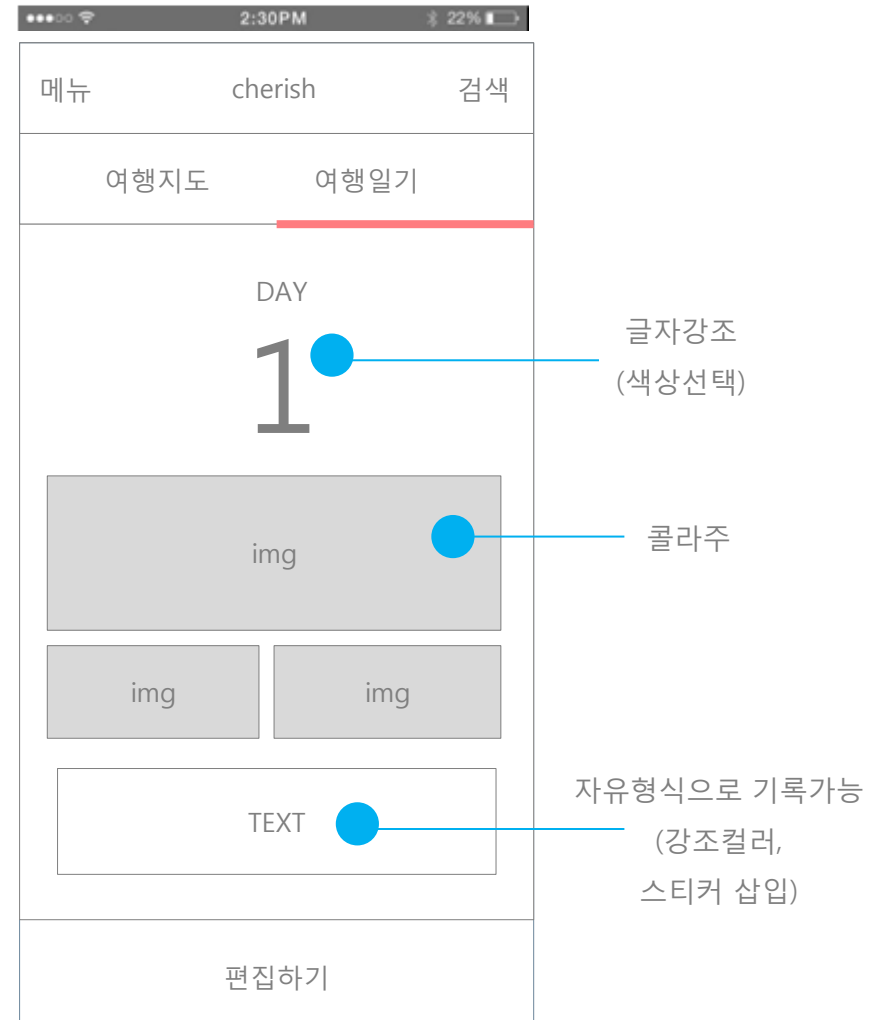 2:30PM
22%
메뉴
cherish
검색
여행지도
여행일기
DAY
1
글자강조
(색상선택)
img
콜라주
img
img
TEXT
자유형식으로 기록가능
(강조컬러,
스티커 삽입)
편집하기